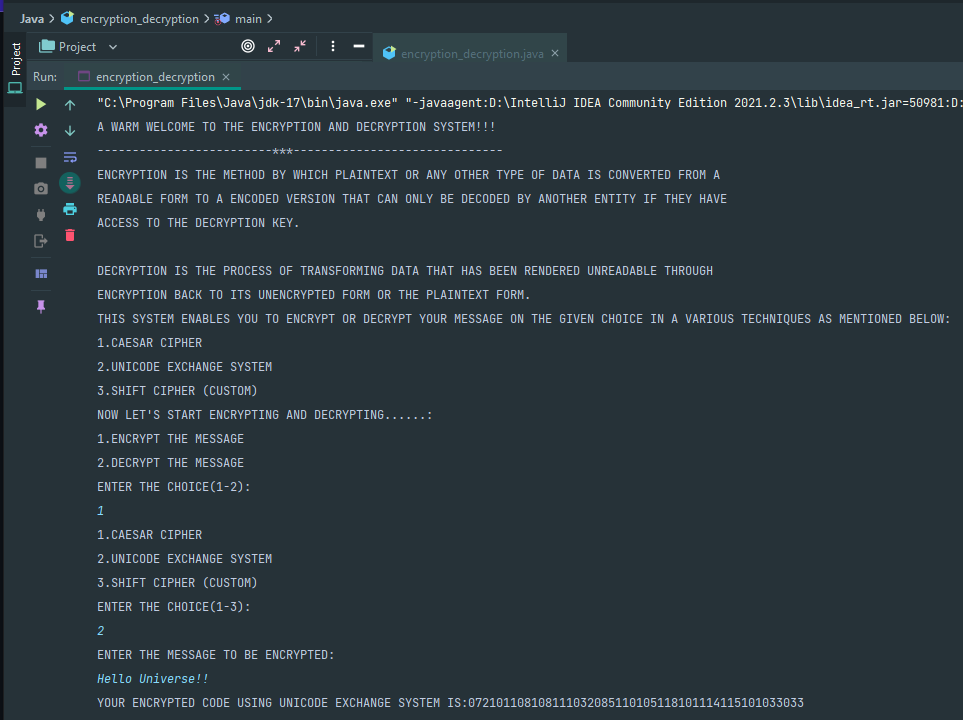 Java encryption_decryption main
Project
Project
encryption_decryption.java
Run: encryption_decryption
"C:\Program Files\Java\jdk-17\bin\java.exe" "-javaagent:D:\IntelliJ IDEA Community Edition 2021.2.3\lib\idea_rt.jar=50981:D:
A WARM WELCOME TO THE ENCRYPTION AND DECRYPTION SYSTEM!!!
-------------------------***------------------------------
ENCRYPTION IS THE METHOD BY WHICH PLAINTEXT OR ANY OTHER TYPE OF DATA IS CONVERTED FROM A
READABLE FORM TO A ENCODED VERSION THAT CAN ONLY BE DECODED BY ANOTHER ENTITY IF THEY HAVE
ACCESS TO THE DECRYPTION KEY.
DECRYPTION IS THE PROCESS OF TRANSFORMING DATA THAT HAS BEEN RENDERED UNREADABLE THROUGH
ENCRYPTION BACK TO ITS UNENCRYPTED FORM OR THE PLAINTEXT FORM.
THIS SYSTEM ENABLES YOU TO ENCRYPT OR DECRYPT YOUR MESSAGE ON THE GIVEN CHOICE IN A VARIOUS TECHNIQUES AS MENTIONED BELOW:
1.CAESAR CIPHER
2.UNICODE EXCHANGE SYSTEM
3.SHIFT CIPHER (CUSTOM)
NOW LET'S START ENCRYPTING AND DECRYPTING......:
1.ENCRYPT THE MESSAGE
2.DECRYPT THE MESSAGE
ENTER THE CHOICE(1-2):
1
1.CAESAR CIPHER
2.UNICODE EXCHANGE SYSTEM
3.SHIFT CIPHER (CUSTOM)
ENTER THE CHOICE(1-3):
2
ENTER THE MESSAGE TO BE ENCRYPTED:
Hello Universe!!
YOUR ENCRYPTED CODE USING UNICODE EXCHANGE SYSTEM IS:072101108108111032085110105118101114115101033033